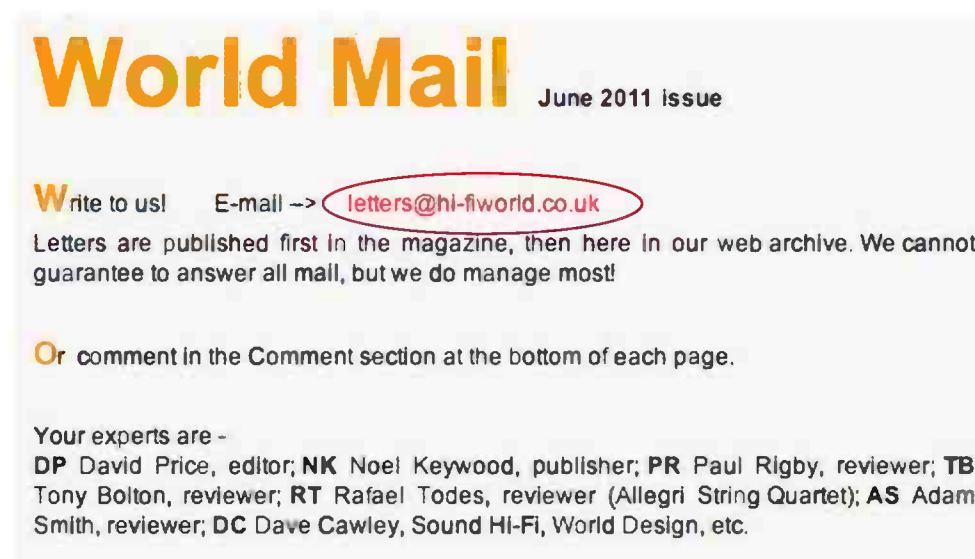 World Mail June 2011 issue
Write to us! E-mail --> letters@hi-fiworld.co.uk
Letters are published first in the magazine, then here in our web archive. We cannot
guarantee to answer all mail, but we do manage most!
Or comment in the Comment section at the bottom of each page.
Your experts are -
DP David Price, editor; NK Noel Keywood, publisher; PR Paul Rigby, reviewer; TB
Tony Bolton, reviewer; RT Rafael Todes, reviewer (Allegri String Quartet); AS Adam
Smith, reviewer; DC Dave Cawley, Sound Hi-Fi, World Design, etc.